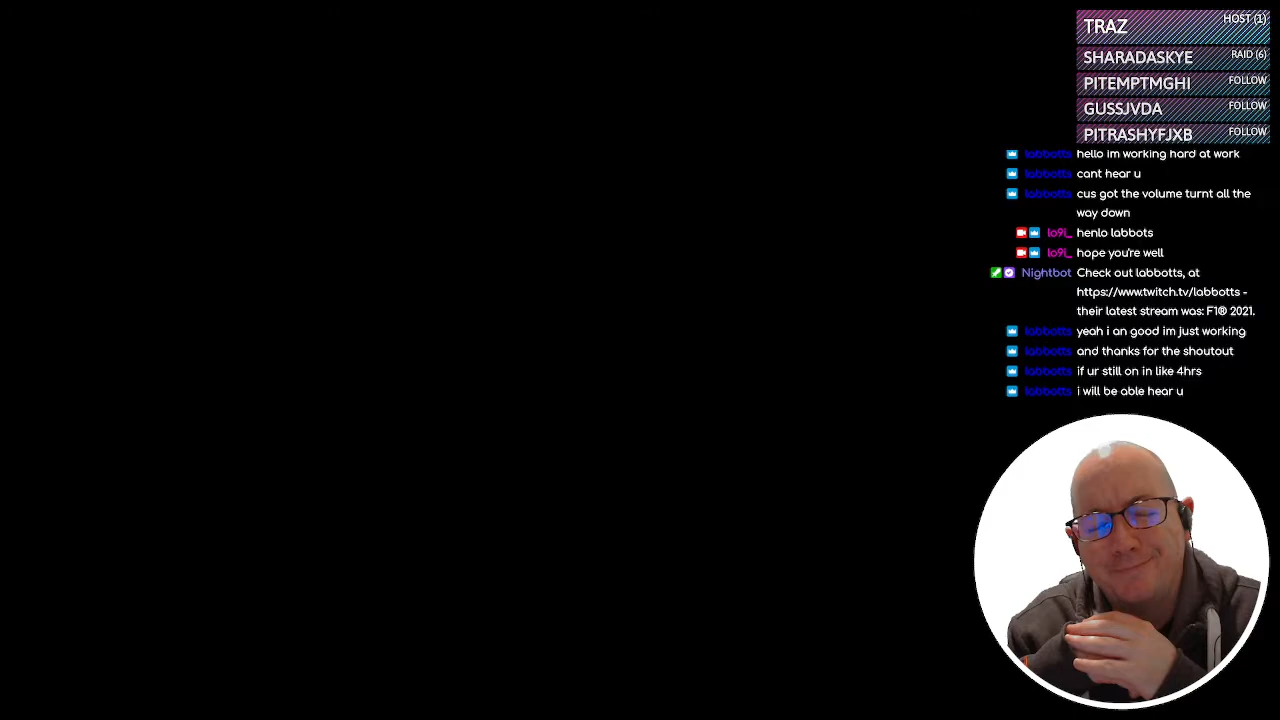 TRAZ HOST (1)
SHARADASKYE RAID (6)
PITEMPTMGHI FOLLOW
GUSSJVDA FOLLOW
PITRASHYFJXB FOLLOW
labbotts hello im working hard at work
labbotts cant hear u
labbotts cus got the volume turnt all the
way down
lo9i_ henlo labbots
lo9i_ hope you're well
Nightbot Check out labbotts, at
https://www.twitch.tv/labbotts -
their latest stream was: F1® 2021.
labbotts yeah i an good im just working
labbotts and thanks for the shoutout
labbotts if ur still on in like 4hrs
labbotts i will be able hear u